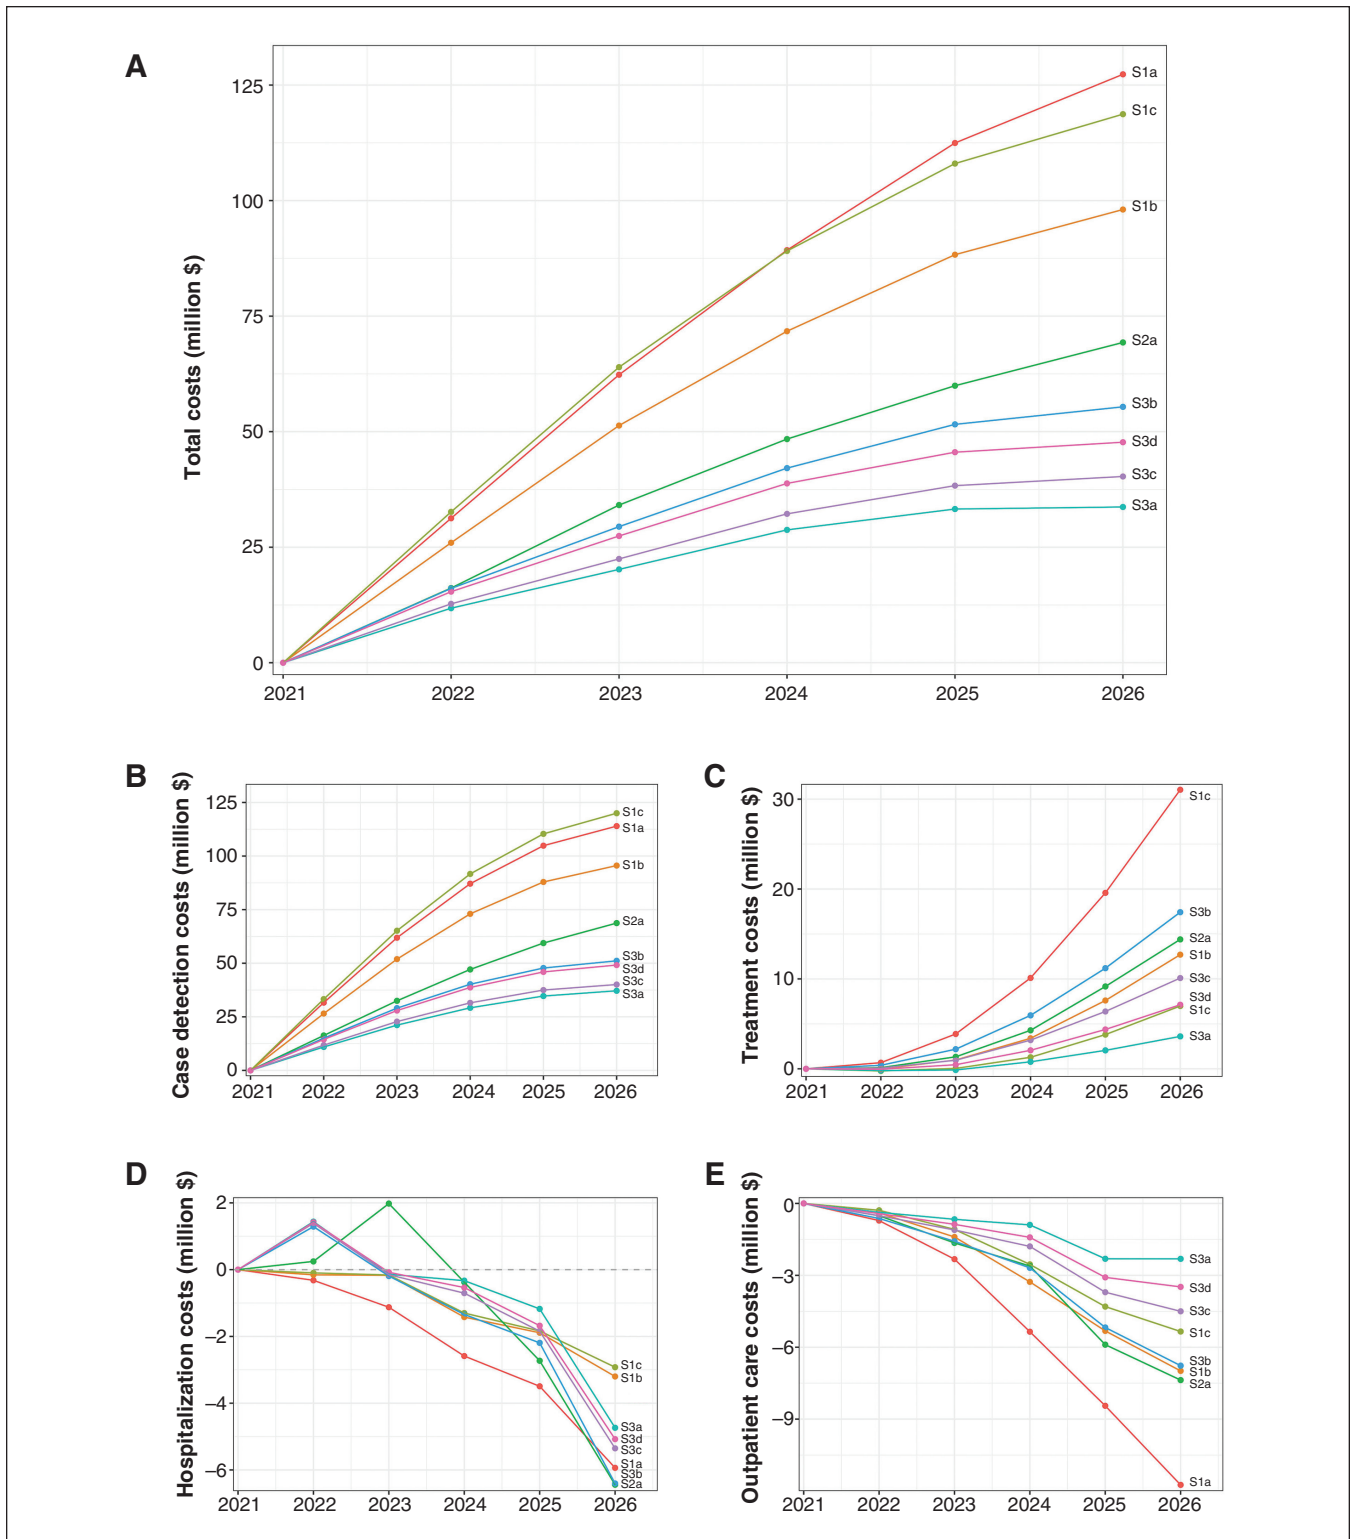 A
Total costs (million $)
125
100
75
50
25
0
2021 2022 2023 2024 2025 2026
S1a
S1c
S1b
S2a
S3b
S3d
S3c
S3a
B
Case detection costs (million $)
125
100
75
50
25
0
2021 2022 2023 2024 2025 2026
S1c
S1a
S1b
S2a
S3b
S3d
S3c
S3a
C
Treatment costs (million $)
30
20
10
0
2021 2022 2023 2024 2025 2026
S1c
S3b
S2a
S1b
S3c
S3d
S1c
S3a
D
Hospitalization costs (million $)
2
0
−2
−4
−6
2021 2022 2023 2024 2025 2026
S1c
S1b
S3a
S3d
S3c
S1a
S3b
S2a
E
Outpatient care costs (million $)
0
−3
−6
−9
2021 2022 2023 2024 2025 2026
S3a
S3d
S3c
S1c
S3b
S1b
S2a
S1a